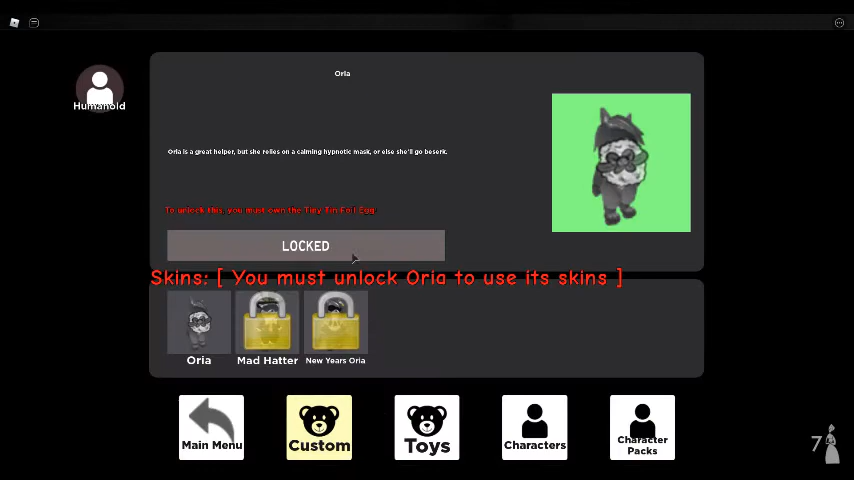 Oria
Humanoid
Oria is a great helper, but she relies on a calming hypnotic mask, or else she'll go beserk.
To unlock this, you must own the Tiny Tin Foil Egg.
LOCKED
Skins: [ You must unlock Oria to use its skins ]
Oria
Mad Hatter
New Years Oria
Main Menu
Custom
Toys
Characters
Character
Packs
7